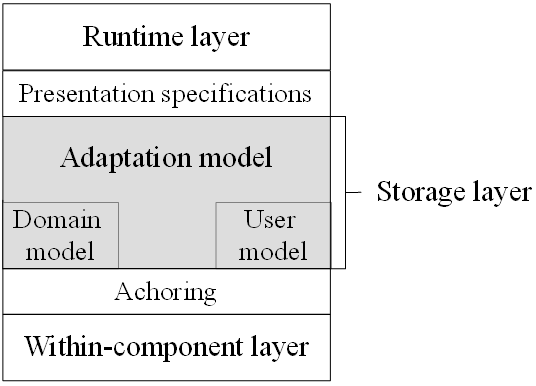 Runtime layer
Presentation specifications
Adaptation model
Storage layer
Domain
model
User
model
Achoring
Within-component layer